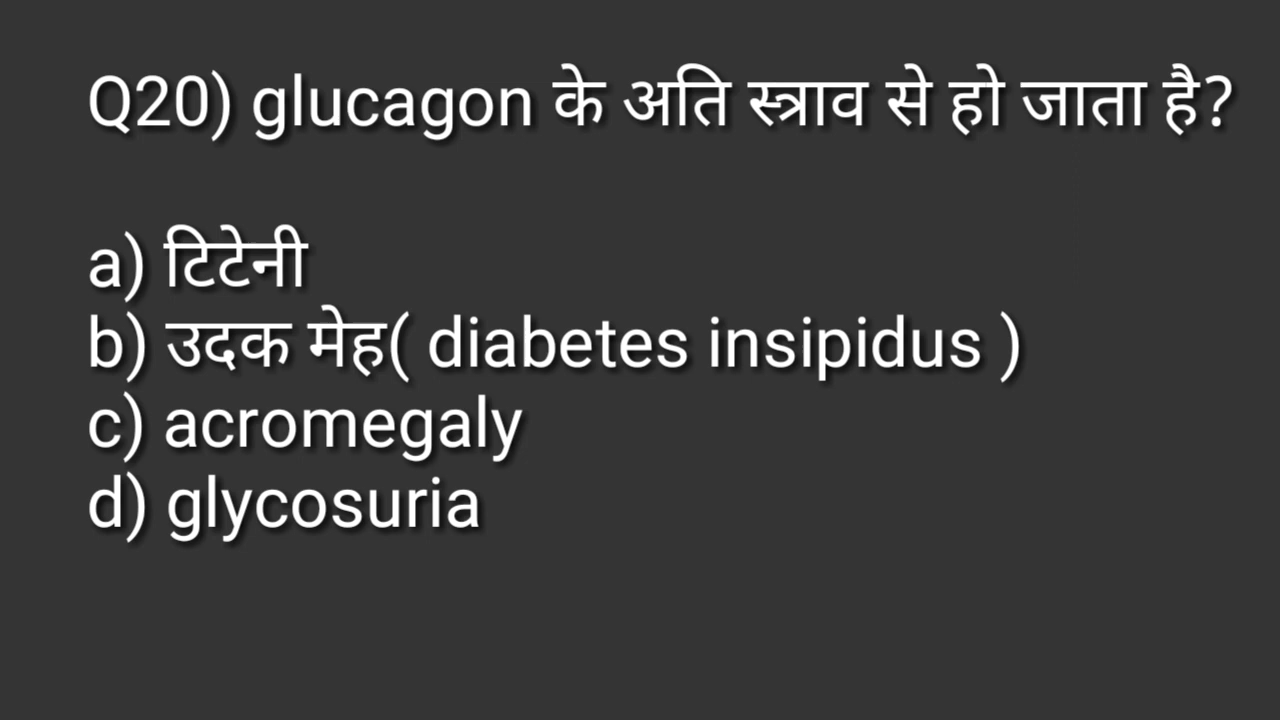 Q20) glucagon के अति स्त्राव से हो जाता है?
a) टिटेनी
b) उदक मेह( diabetes insipidus )
c) acromegaly
d) glycosuria